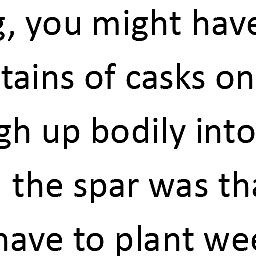 , you might have
tains of casks on
gh up bodily into
the spar was tha
have to plant wee